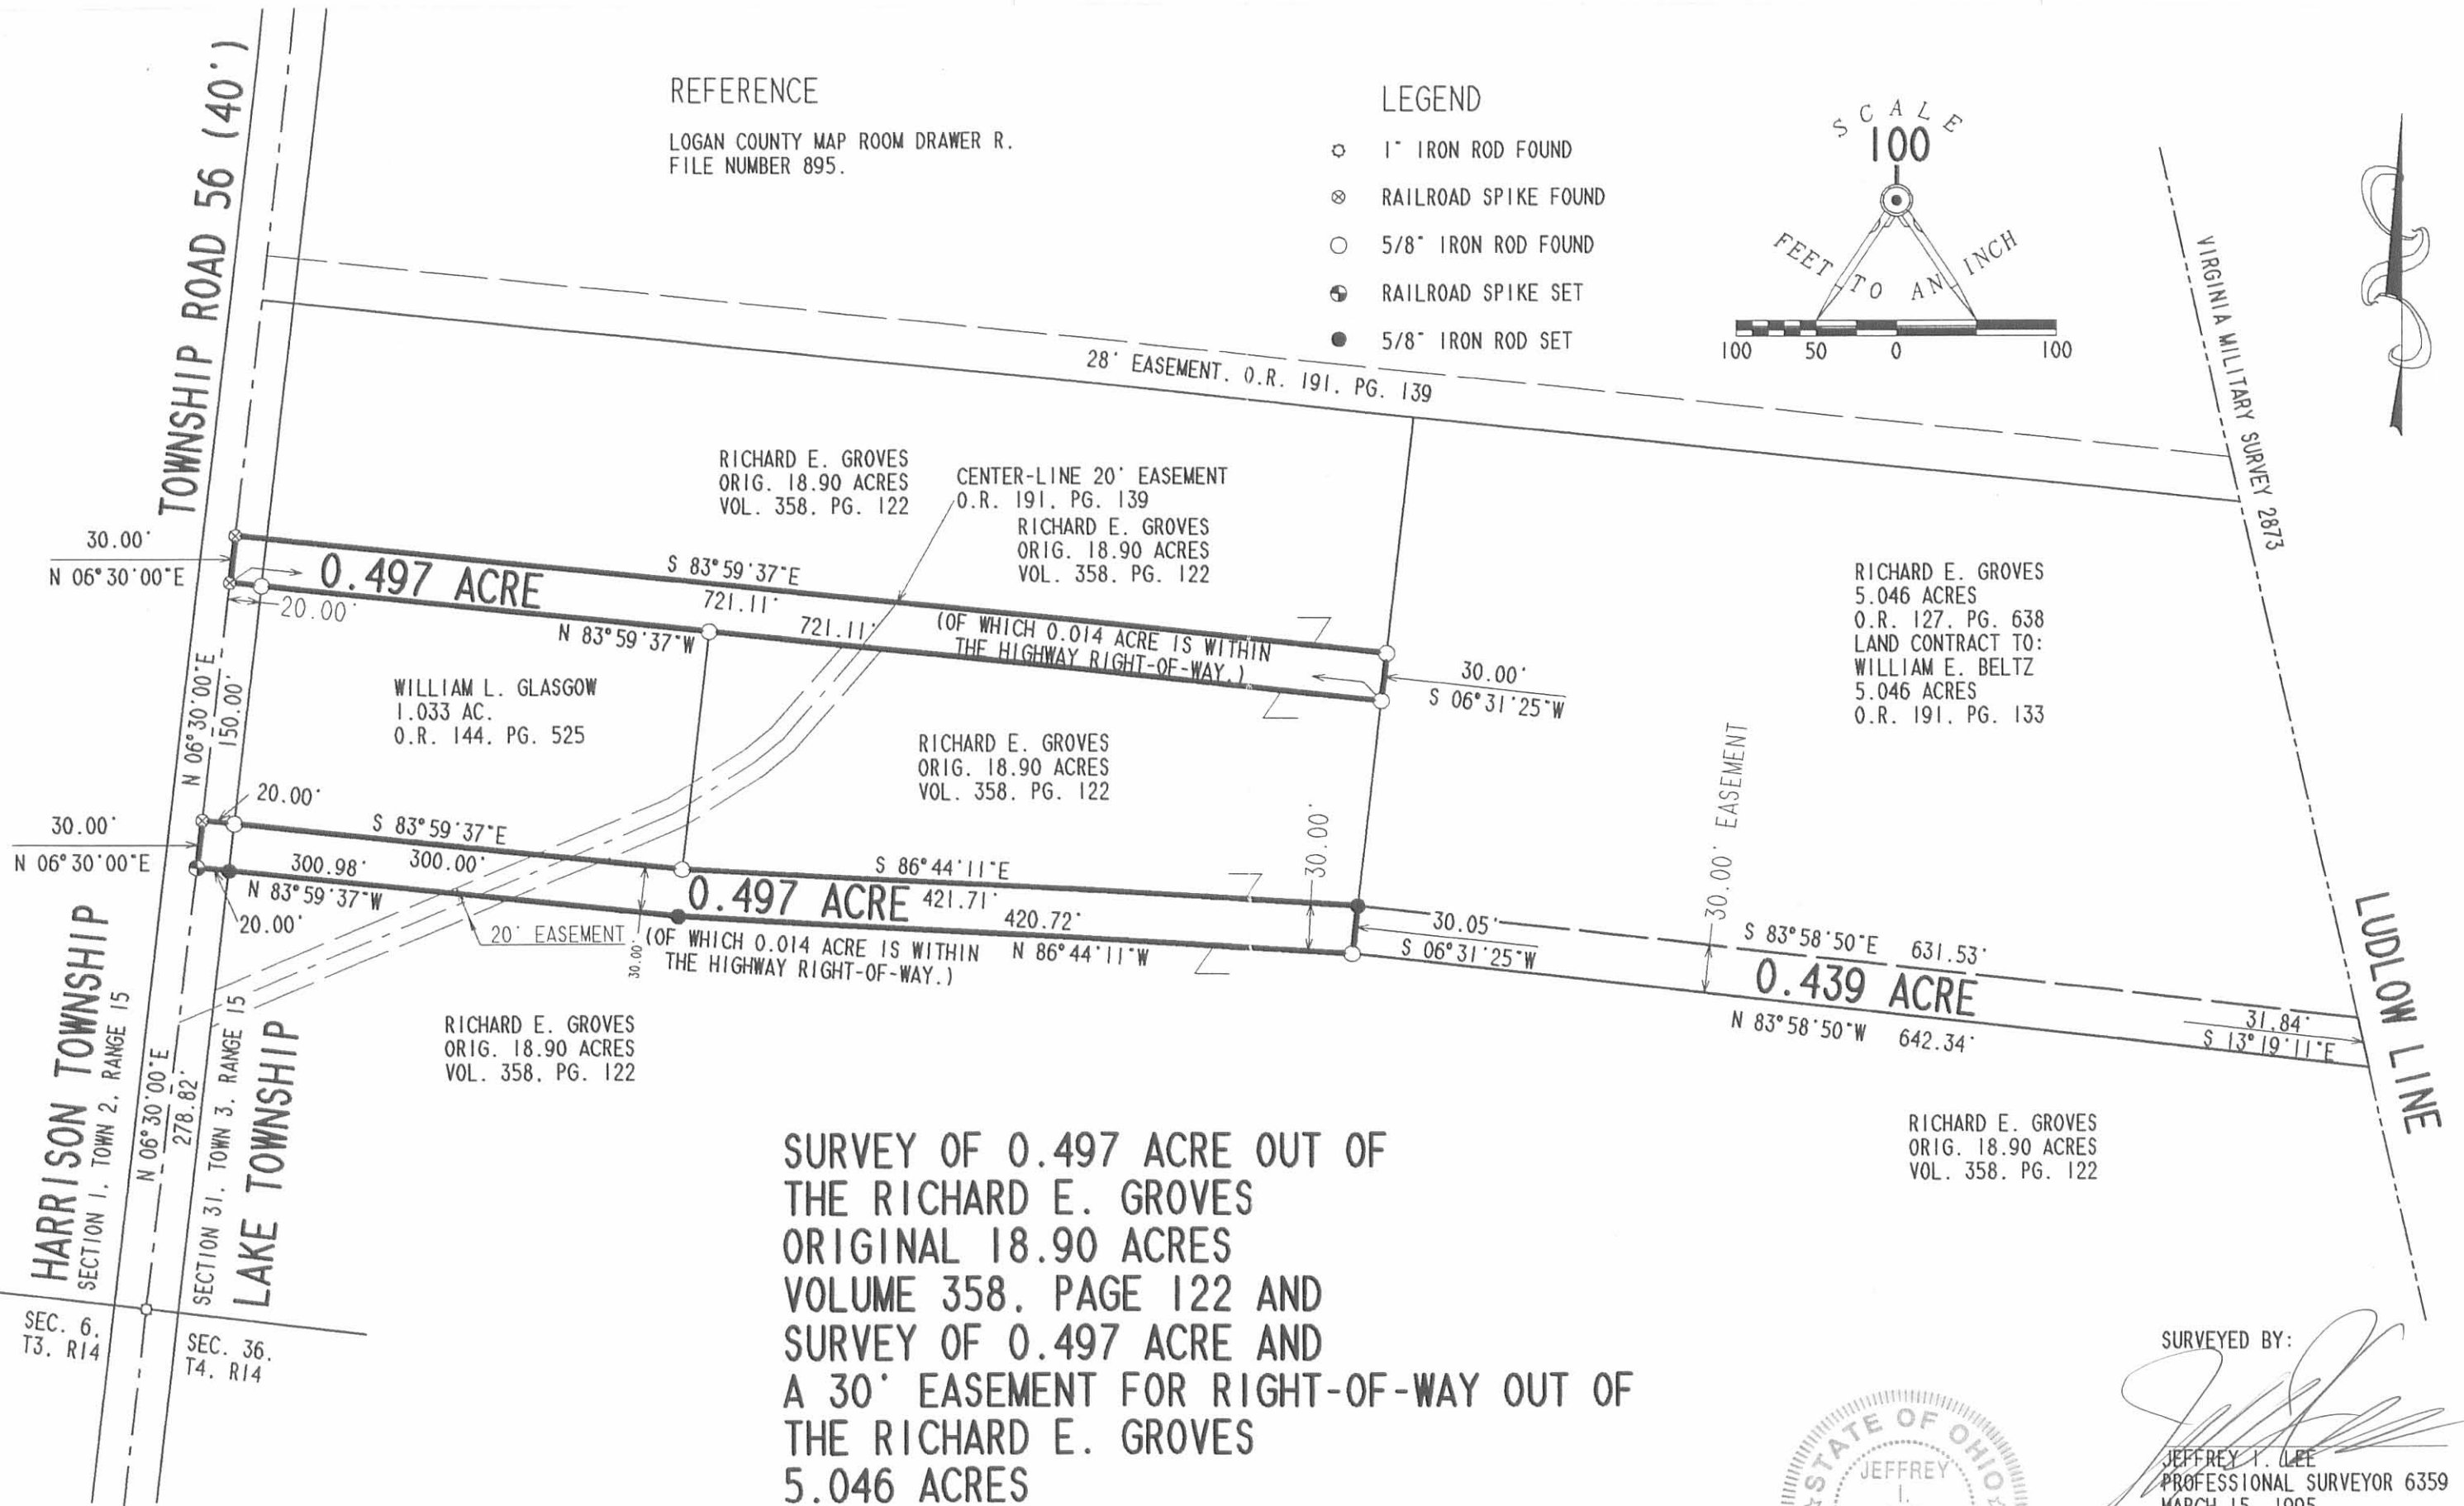 REFERENCE
LOGAN COUNTY MAP ROOM DRAWER R.
FILE NUMBER 895.
LEGEND
1" IRON ROD FOUND
RAILROAD SPIKE FOUND
5/8" IRON ROD FOUND
RAILROAD SPIKE SET
5/8" IRON ROD SET
SCALE
100
FEET TO AN INCH
100 50 0 100
VIRGINIA MILITARY SURVEY 2873
LUDLOW LINE
TOWNSHIP ROAD 56 (40')
28' EASEMENT. O.R. 191. PG. 139
RICHARD E. GROVES
ORIG. 18.90 ACRES
VOL. 358. PG. 122
CENTER-LINE 20' EASEMENT
O.R. 191. PG. 139
RICHARD E. GROVES
ORIG. 18.90 ACRES
VOL. 358. PG. 122
30.00'
N 06°30'00"E
0.497 ACRE
S 83°59'37"E
721.11'
20.00'
N 83°59'37"W
721.11'
(OF WHICH 0.014 ACRE IS WITHIN
THE HIGHWAY RIGHT-OF-WAY.)
30.00'
S 06°31'25"W
RICHARD E. GROVES
5.046 ACRES
O.R. 127. PG. 638
LAND CONTRACT TO:
WILLIAM E. BELTZ
5.046 ACRES
O.R. 191. PG. 133
N 06°30'00"E
150.00'
WILLIAM L. GLASGOW
1.033 AC.
O.R. 144. PG. 525
RICHARD E. GROVES
ORIG. 18.90 ACRES
VOL. 358. PG. 122
30.00' EASEMENT
20.00'
30.00'
N 06°30'00"E
S 83°59'37"E
300.98'
300.00'
N 83°59'37"W
20.00'
S 86°44'11"E
30.00'
0.497 ACRE
421.71'
420.72'
20' EASEMENT
30.00'
(OF WHICH 0.014 ACRE IS WITHIN
THE HIGHWAY RIGHT-OF-WAY.)
N 86°44'11"W
30.05'
S 06°31'25"W
S 83°58'50"E 631.53'
0.439 ACRE
N 83°58'50"W 642.34'
31.84'
S 13°19'11"E
HARRISON TOWNSHIP
SECTION 1. TOWN 2. RANGE 15
N 06°30'00"E
278.82'
SECTION 31. TOWN 3. RANGE 15
LAKE TOWNSHIP
RICHARD E. GROVES
ORIG. 18.90 ACRES
VOL. 358. PG. 122
RICHARD E. GROVES
ORIG. 18.90 ACRES
VOL. 358. PG. 122
SEC. 6.
T3. R14
SEC. 36.
T4. R14
SURVEY OF 0.497 ACRE OUT OF
THE RICHARD E. GROVES
ORIGINAL 18.90 ACRES
VOLUME 358. PAGE 122 AND
SURVEY OF 0.497 ACRE AND
A 30' EASEMENT FOR RIGHT-OF-WAY OUT OF
THE RICHARD E. GROVES
5.046 ACRES
STATE OF OHIO
JEFFREY
I.
SURVEYED BY:
JEFFREY I. LEE
PROFESSIONAL SURVEYOR 6359
MARCH 15, 1995